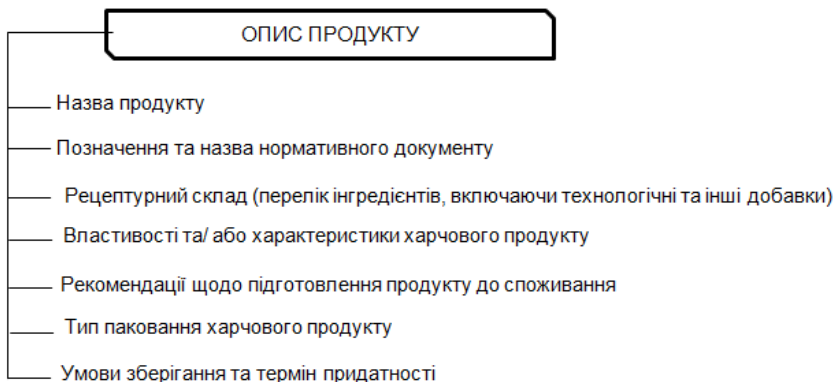 ОПИС ПРОДУКТУ
Назва продукту
Позначення та назва нормативного документу
Рецептурний склад (перелік інгредієнтів, включаючи технологічні та інші добавки)
Властивості та/ або характеристики харчового продукту
Рекомендації щодо підготовлення продукту до споживання
Тип паковання харчового продукту
Умови зберігання та термін придатності